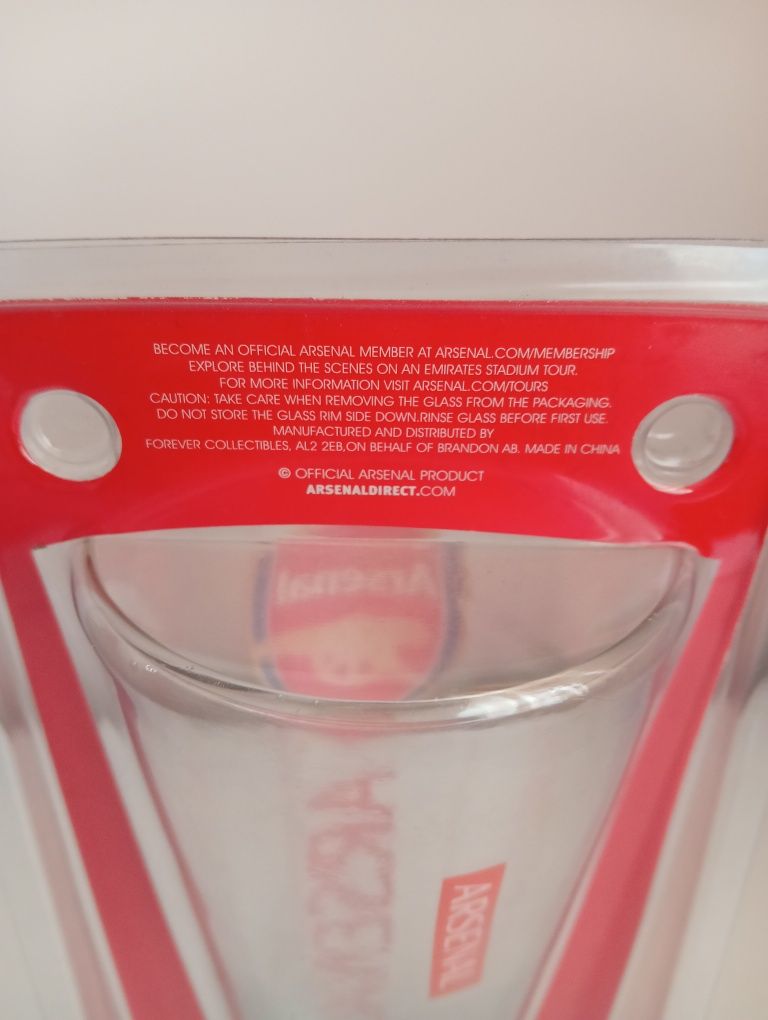 BECOME AN OFFICIAL ARSENAL MEMBER AT ARSENAL.COM/MEMBERSHIP
EXPLORE BEHIND THE SCENES ON AN EMIRATES STADIUM TOUR.
FOR MORE INFORMATION VISIT ARSENAL.COM/TOURS
CAUTION: TAKE CARE WHEN REMOVING THE GLASS FROM THE PACKAGING.
DO NOT STORE THE GLASS RIM SIDE DOWN.RINSE GLASS BEFORE FIRST USE.
MANUFACTURED AND DISTRIBUTED BY
FOREVER COLLECTIBLES, AL2 2EB,ON BEHALF OF BRANDON AB. MADE IN CHINA
© OFFICIAL ARSENAL PRODUCT
ARSENALDIRECT.COM
Arsenal
ARSENAL
ARSENAL